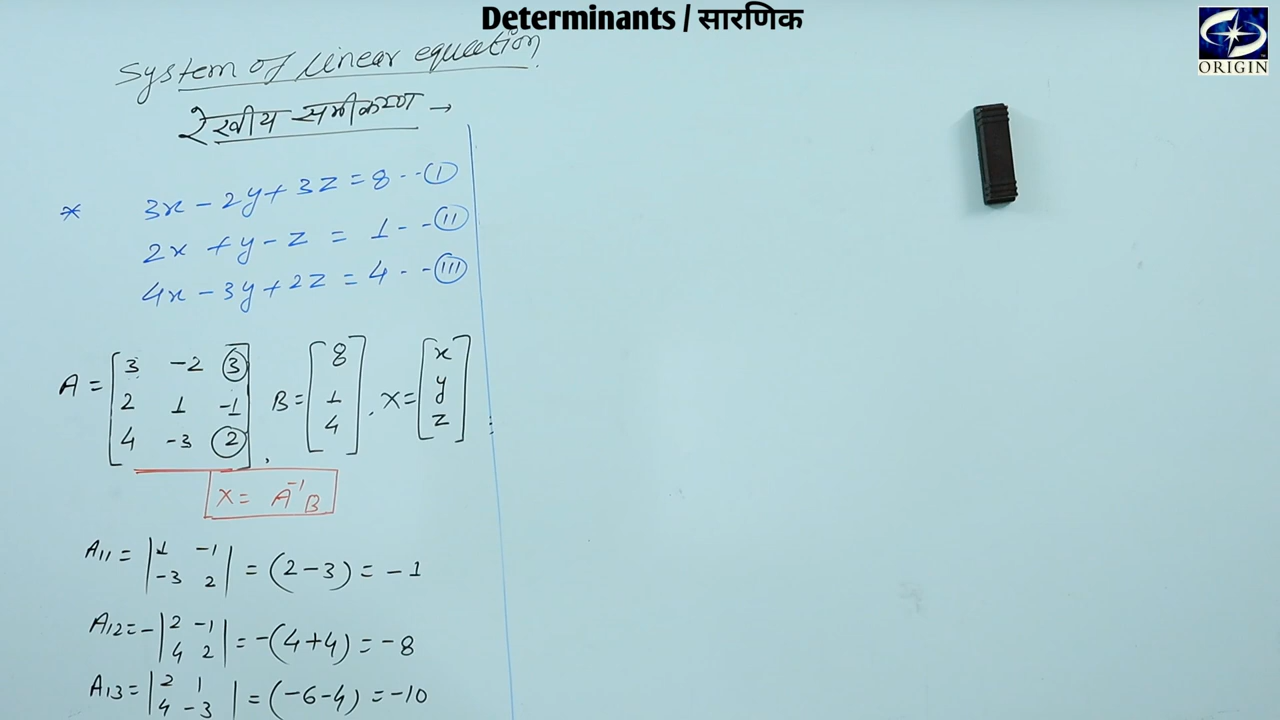 Determinants / सारणिक
ORIGIN
System of linear equation.
रेखीय समीकरण →
* 3x - 2y + 3z = 8 -- (I)
2x + y - z = 1 -- (II)
4x - 3y + 2z = 4 -- (III)
A = [3 -2 3
2 1 -1
4 -3 2], B = [8
1
4], X = [x
y
z]
X = A⁻¹B
A11 = |1 -1
-3 2| = (2-3) = -1
A12 = -|2 -1
4 2| = -(4+4) = -8
A13 = |2 1
4 -3| = (-6-4) = -10